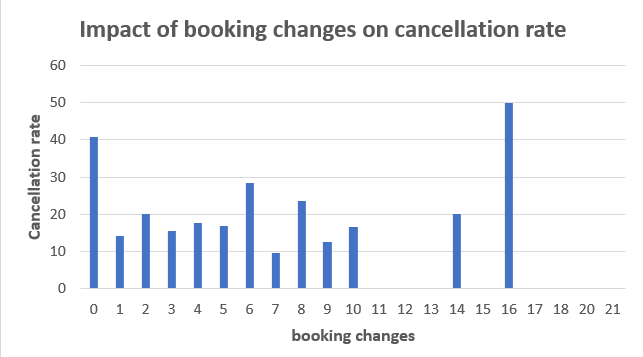 Impact of booking changes on cancellation rate
60
50
40
30
20
10
0
Cancellation rate
0 1 2 3 4 5 6 7 8 9 10 11 12 13 14 15 16 17 18 20 21
booking changes